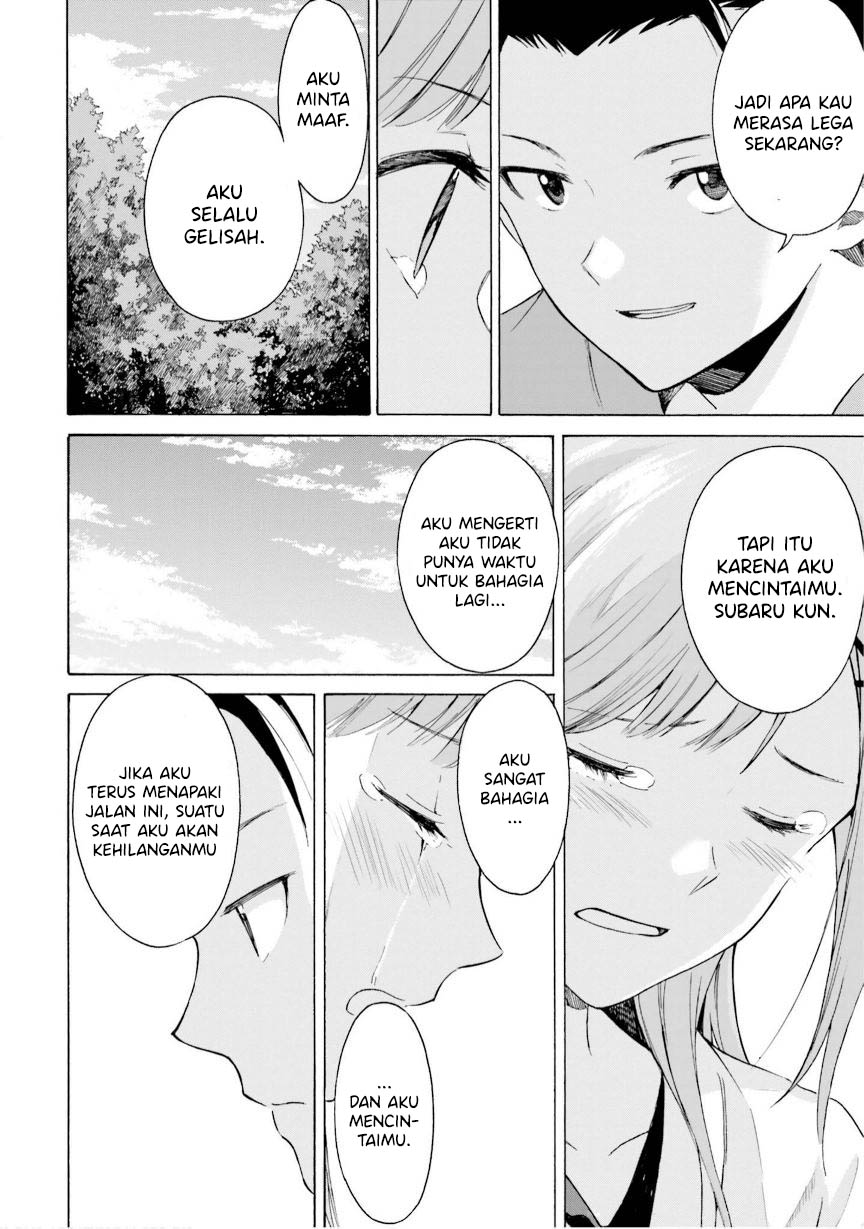 JADI APA KAU
MERASA LEGA
SEKARANG?
AKU
MINTA
MAAF.
AKU
SELALU
GELISAH.
TAPI ITU
KARENA AKU
MENCINTAIMU.
SUBARU KUN.
AKU MENGERTI
AKU TIDAK
PUNYA WAKTU
UNTUK BAHAGIA
LAGI...
AKU
SANGAT
BAHAGIA
...
...
DAN AKU
MENCIN-
TAIMU.
JIKA AKU
TERUS MENAPAKI
JALAN INI, SUATU
SAAT AKU AKAN
KEHILANGANMU